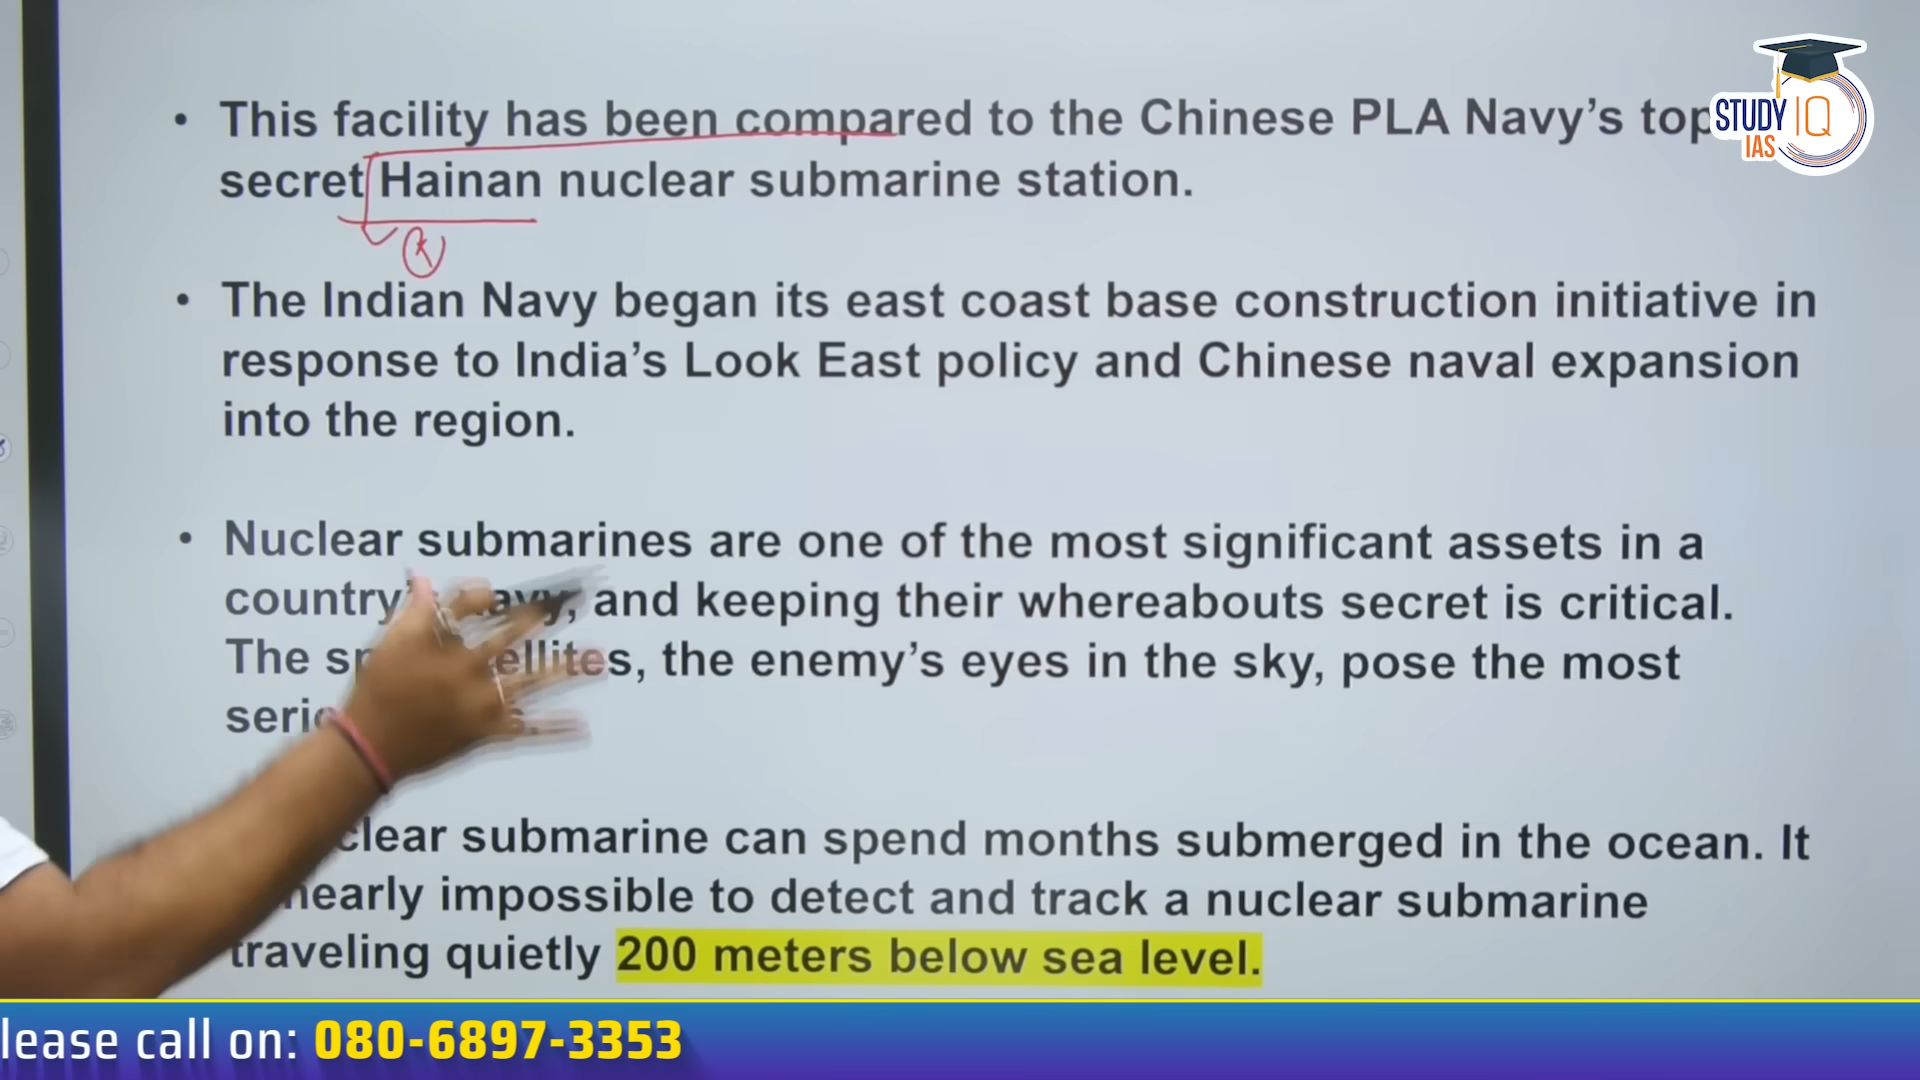 • This facility has been compared to the Chinese PLA Navy's top
secret Hainan nuclear submarine station.
• The Indian Navy began its east coast base construction initiative in
response to India's Look East policy and Chinese naval expansion
into the region.
• Nuclear submarines are one of the most significant assets in a
country's navy, and keeping their whereabouts secret is critical.
The satellites, the enemy's eyes in the sky, pose the most
submarine can spend months submerged in the ocean. It
nearly impossible to detect and track a nuclear submarine
traveling quietly 200 meters below sea level.
STUDY IQ
IAS
lease call on: 080-6897-3353